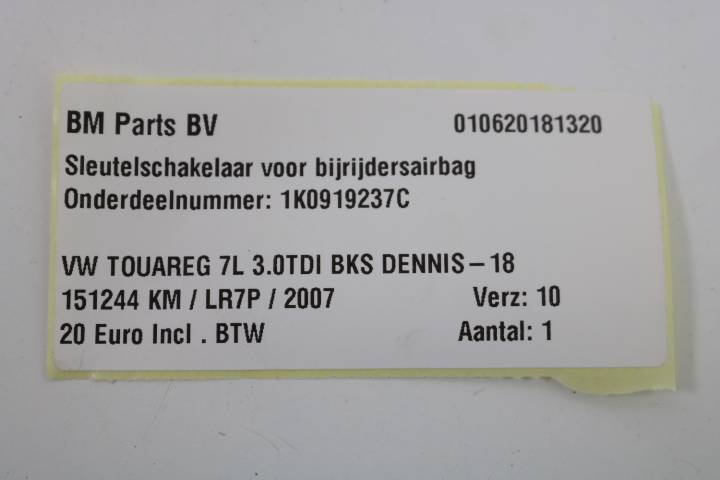 BM Parts BV 010620181320
Sleutelschakelaar voor bijrijdersairbag
Onderdeelnummer: 1K0919237C
VW TOUAREG 7L 3.0TDI BKS DENNIS – 18
151244 KM / LR7P / 2007 Verz: 10
20 Euro Incl . BTW Aantal: 1